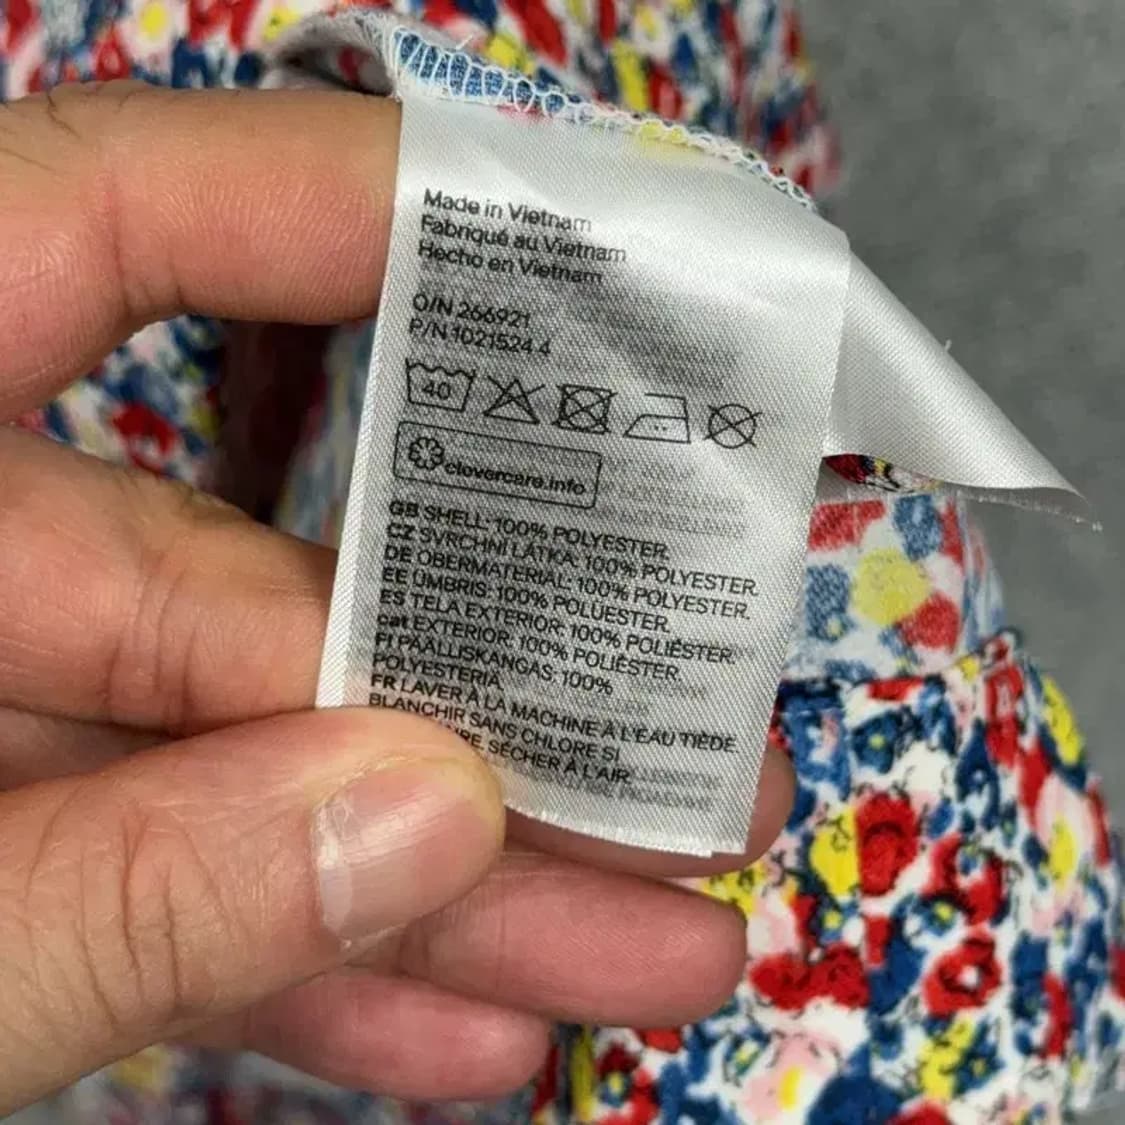 Made in Vietnam
Fabriqué au Vietnam
Hecho en Vietnam
O/N 266921
P/N 1021524.4
40
clevercare.info
GB SHELL: 100% POLYESTER.
CZ SVRCHNÍ LÁTKA: 100% POLYESTER.
DE OBERMATERIAL: 100% POLYESTER.
EE ÜMBRIS: 100% POLÜESTER.
ES TELA EXTERIOR: 100% POLIÉSTER.
cat EXTERIOR: 100% POLIÈSTER.
FI PÄÄLLISKANGAS: 100%
POLYESTERIA
FR LAVER À LA MACHINE À L'EAU TIÈDE.
BLANCHIR SANS CHLORE SI
SÉCHER À L'AIR